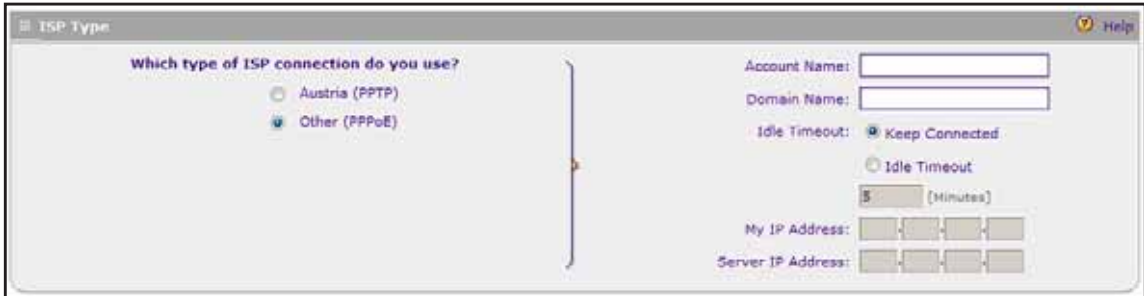 ISP Type
Help
Which type of ISP connection do you use?
Austria (PPTP)
Other (PPPoE)
Account Name:
Domain Name:
Idle Timeout: Keep Connected
Idle Timeout
5 [Minutes]
My IP Address: . . .
Server IP Address: . . .